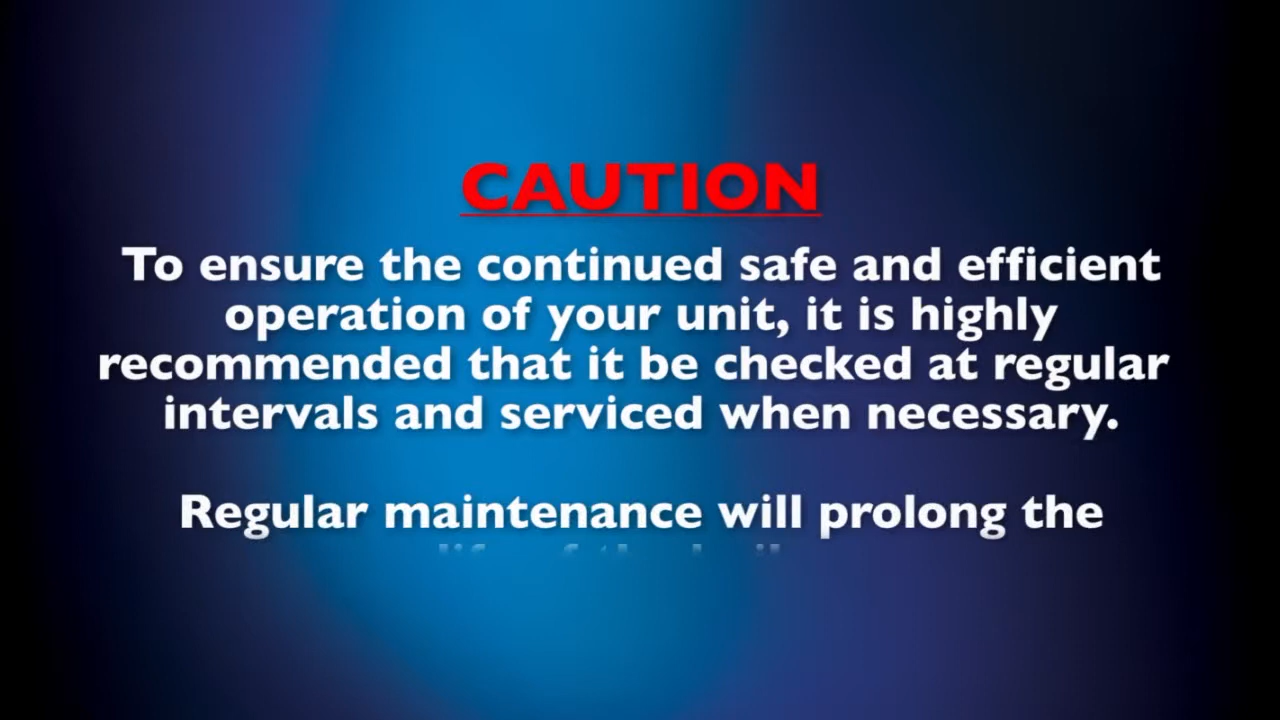 CAUTION
To ensure the continued safe and efficient
operation of your unit, it is highly
recommended that it be checked at regular
intervals and serviced when necessary.
Regular maintenance will prolong the